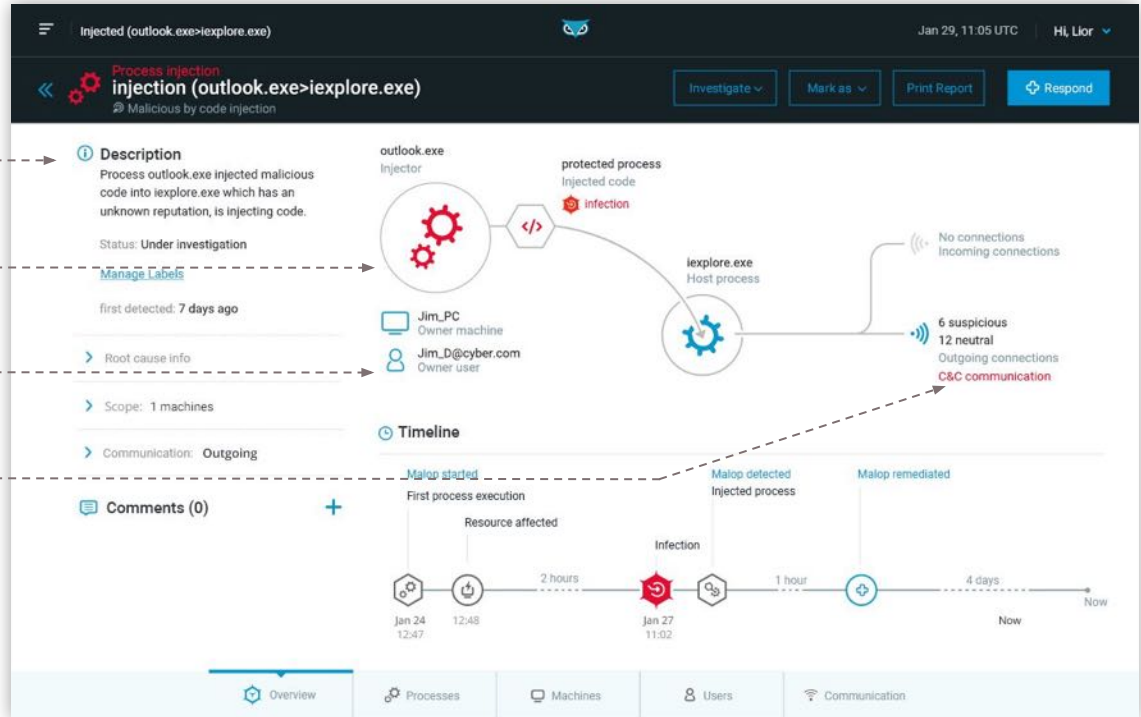 Injected (outlook.exe>iexplore.exe)
Jan 29, 11:05 UTC
Hi, Lior
Process injection
injection (outlook.exe>iexplore.exe)
Malicious by code injection
Investigate
Mark as
Print Report
Respond
Description
Process outlook.exe injected malicious
code into iexplore.exe which has an
unknown reputation, is injecting code.
Status: Under investigation
Manage Labels
first detected: 7 days ago
Root cause info
Scope: 1 machines
Communication: Outgoing
Comments (0)
outlook.exe
Injector
protected process
Injected code
infection
</>
Jim_PC
Owner machine
Jim_D@cyber.com
Owner user
iexplore.exe
Host process
No connections
Incoming connections
6 suspicious
12 neutral
Outgoing connections
C&C communication
Timeline
Malop started
First process execution
Resource affected
Infection
Malop detected
Injected process
Malop remediated
2 hours
1 hour
4 days
Now
Jan 24
12:47
12:48
Jan 27
11:02
Now
Overview
Processes
Machines
Users
Communication